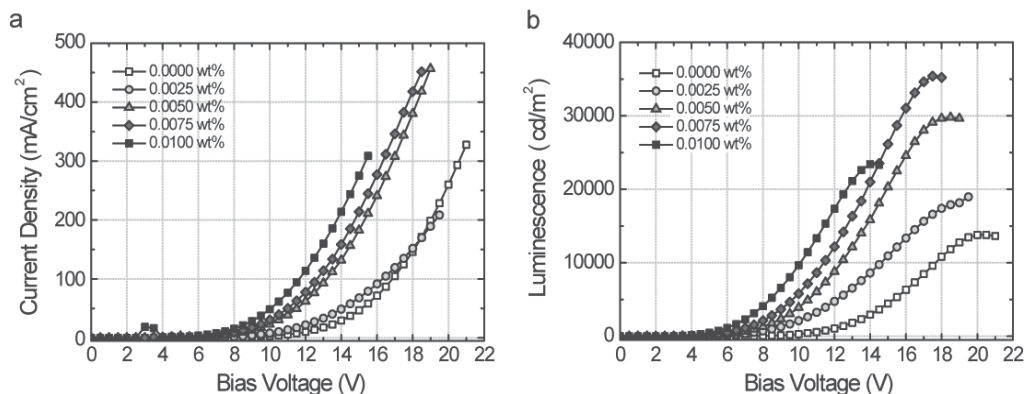 a
500
400
300
200
100
0
Current Density (mA/cm²)
0.0000 wt%
0.0025 wt%
0.0050 wt%
0.0075 wt%
0.0100 wt%
0 2 4 6 8 10 12 14 16 18 20 22
Bias Voltage (V)
b
40000
30000
20000
10000
0
Luminescence ( cd/m²)
0.0000 wt%
0.0025 wt%
0.0050 wt%
0.0075 wt%
0.0100 wt%
0 2 4 6 8 10 12 14 16 18 20 22
Bias Voltage (V)